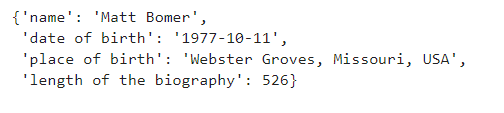 {'name': 'Matt Bomer',
 'date of birth': '1977-10-11',
 'place of birth': 'Webster Groves, Missouri, USA',
 'length of the biography': 526}